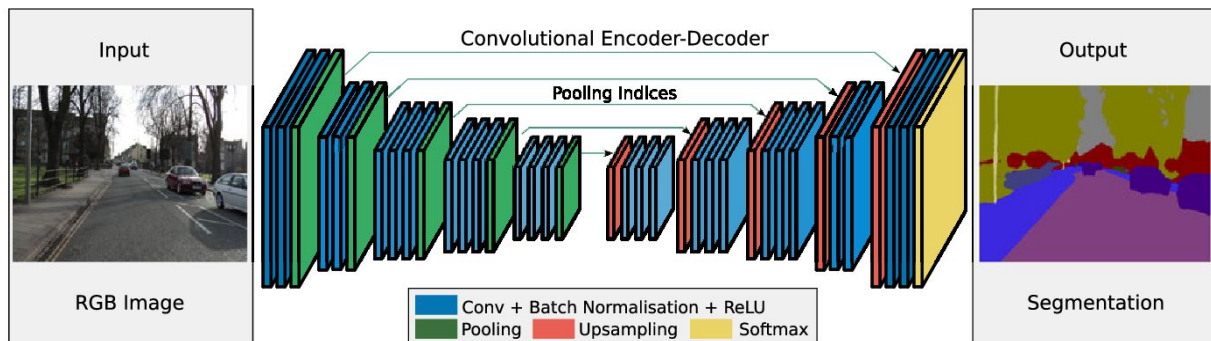 Input
RGB Image
Convolutional Encoder-Decoder
Pooling Indices
Conv + Batch Normalisation + ReLU
Pooling Upsampling Softmax
Output
Segmentation